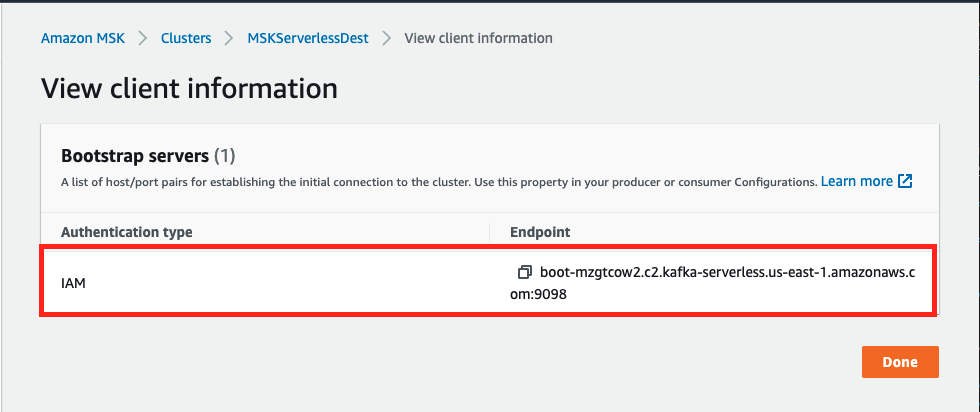 Amazon MSK > Clusters > MSKServerlessDest > View client information
View client information
Bootstrap servers (1)
A list of host/port pairs for establishing the initial connection to the cluster. Use this property in your producer or consumer Configurations. Learn more
Authentication type Endpoint
IAM boot-mzgtcow2.c2.kafka-serverless.us-east-1.amazonaws.c
om:9098
Done